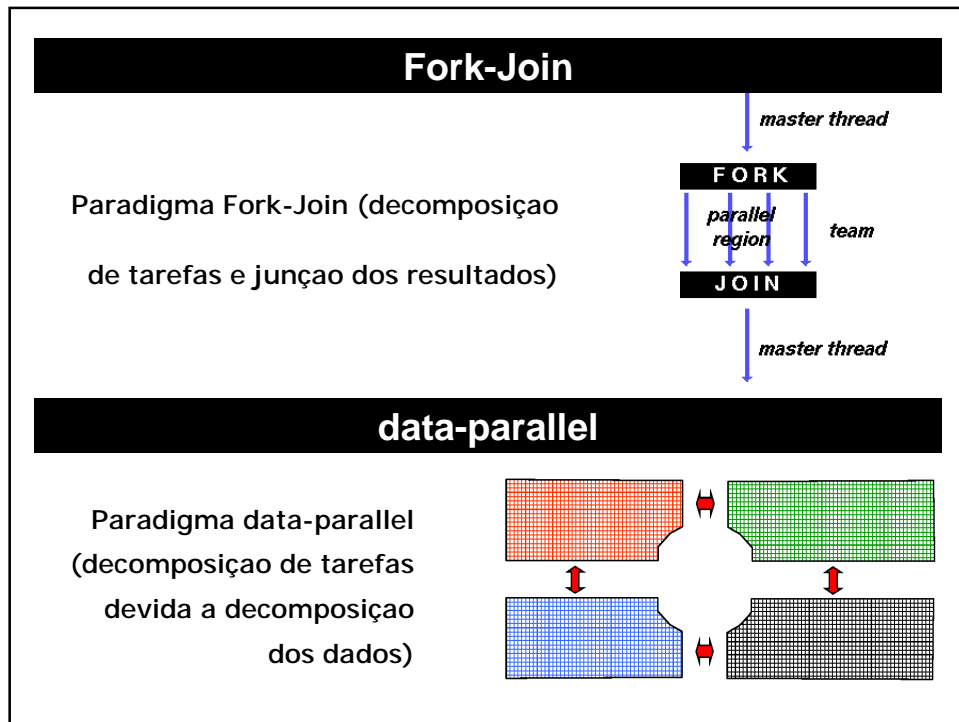 Fork-Join
master thread
FORK
Paradigma Fork-Join (decomposiçao
de tarefas e junçao dos resultados)
parallel
region
team
JOIN
master thread
data-parallel
Paradigma data-parallel
(decomposiçao de tarefas
devida a decomposiçao
dos dados)